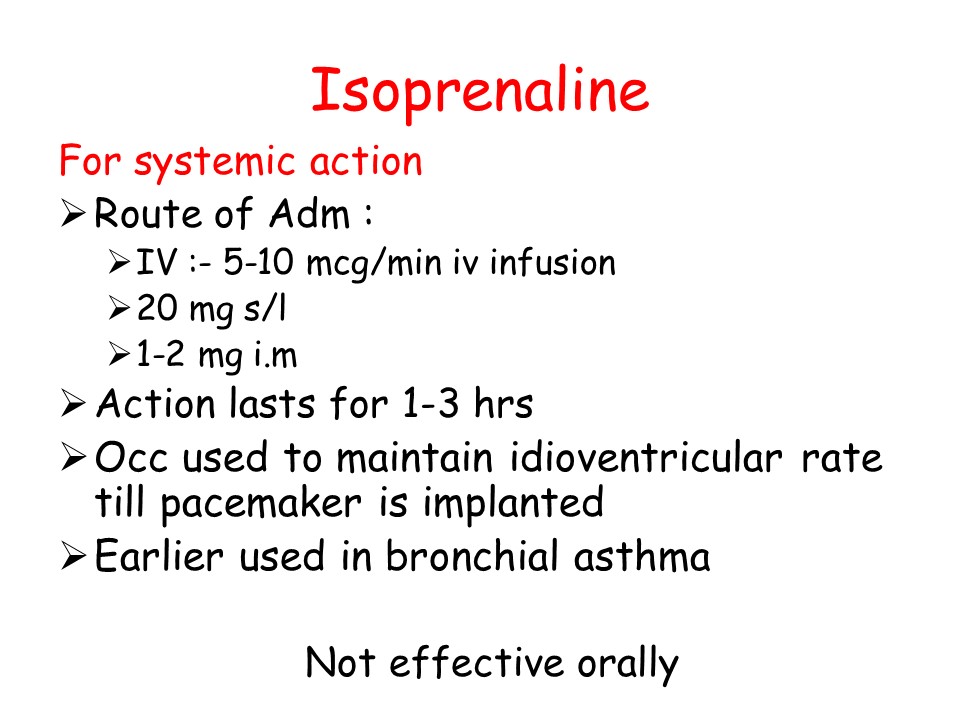 Isoprenaline
For systemic action
➢Route of Adm :
➢IV :- 5-10 mcg/min iv infusion
➢20 mg s/l
➢1-2 mg i.m
➢Action lasts for 1-3 hrs
➢Occ used to maintain idioventricular rate
till pacemaker is implanted
➢Earlier used in bronchial asthma
Not effective orally